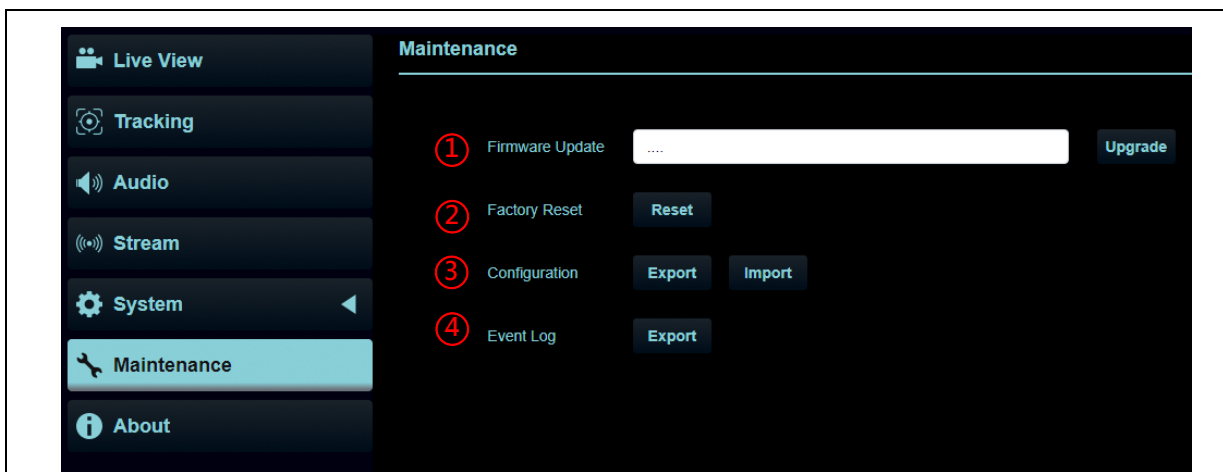 Live View
Tracking
Audio
Stream
System
Maintenance
About
Maintenance
① Firmware Update .... Upgrade
② Factory Reset Reset
③ Configuration Export Import
④ Event Log Export